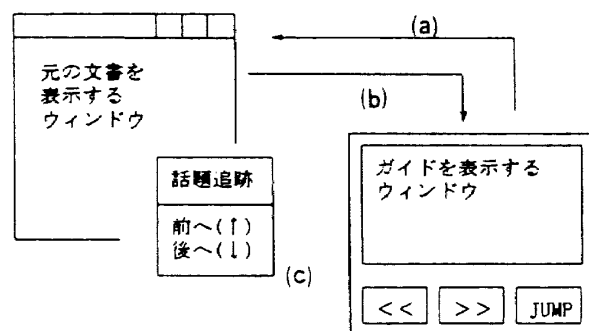 (a)
元の文書を
表示する
ウィンドウ
(b)
話題追跡
前へ(↑)
後へ(↓)
(c)
ガイドを表示する
ウィンドウ
<<
>>
JUMP